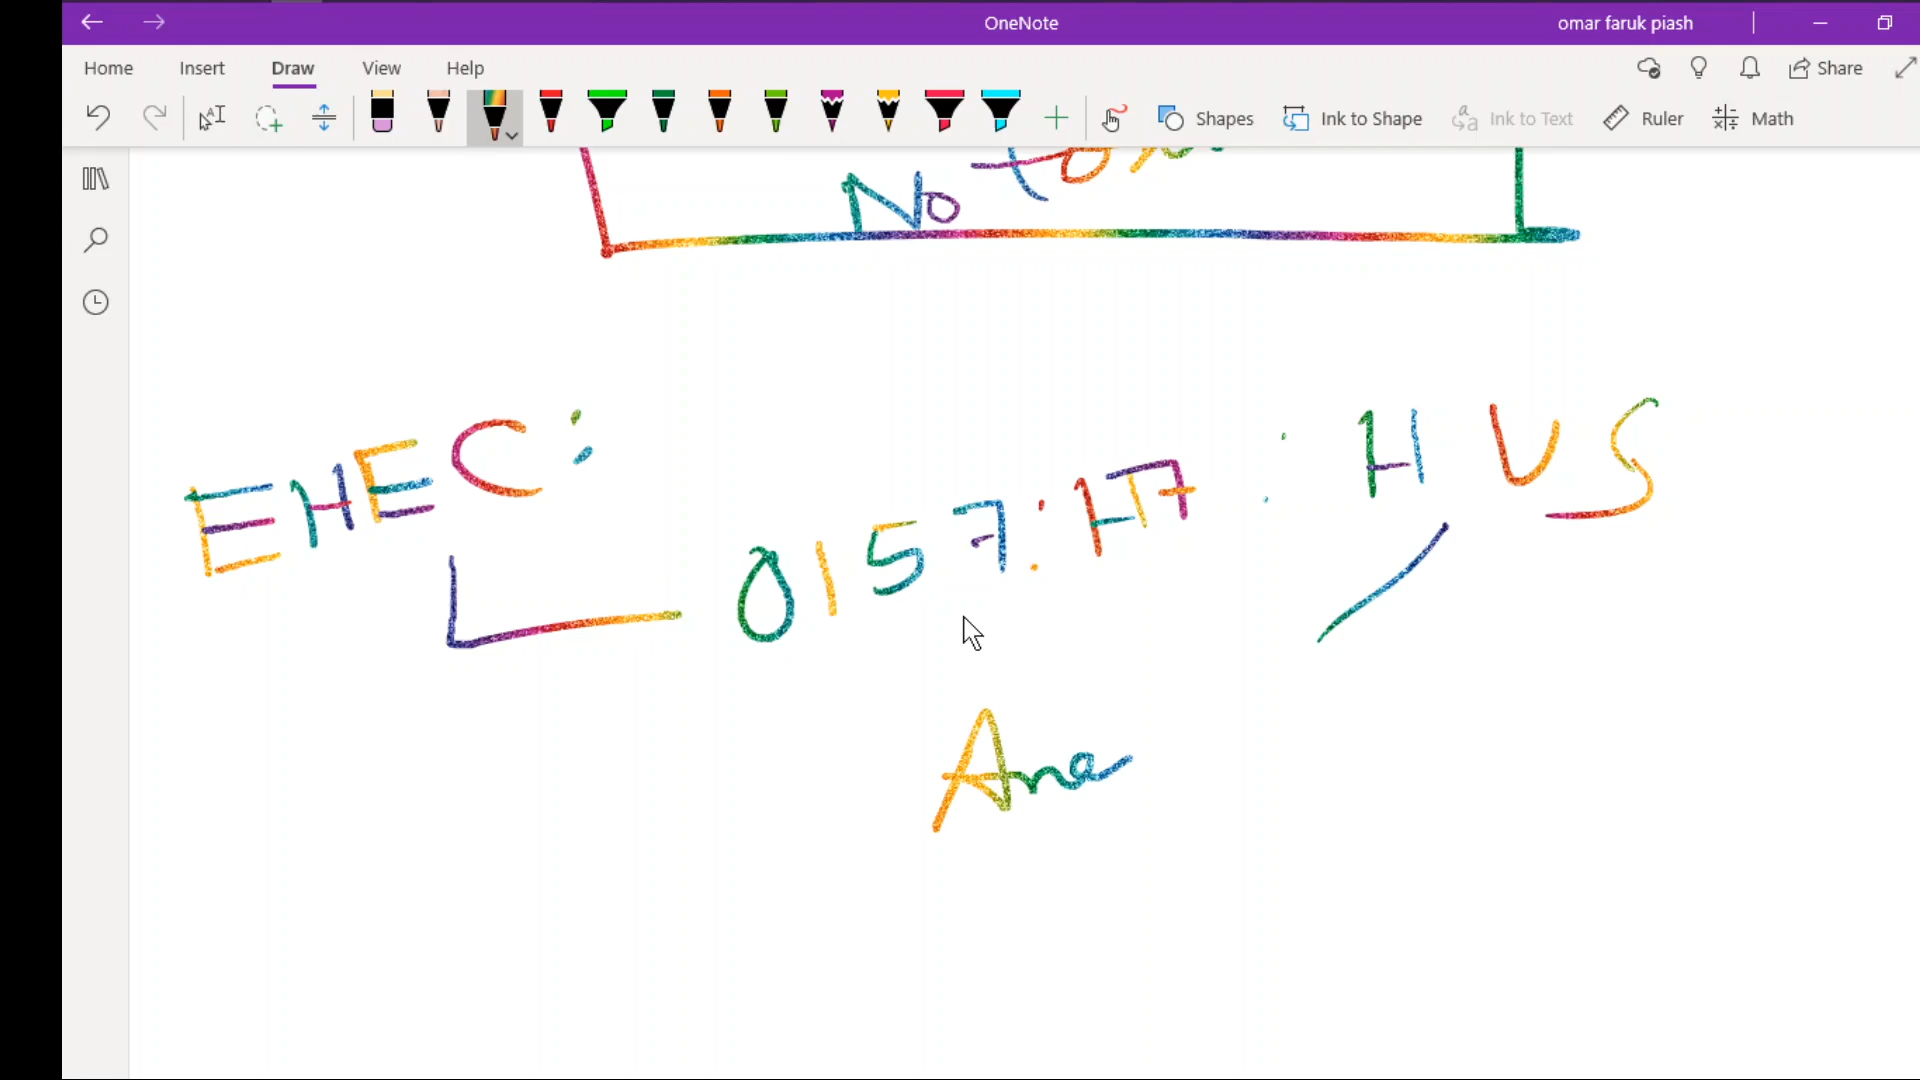 OneNote
omar faruk piash
Home Insert Draw View Help
Share
Shapes Ink to Shape Ink to Text Ruler Math
No
EHEC:
0157:H7 : HUS
Ana